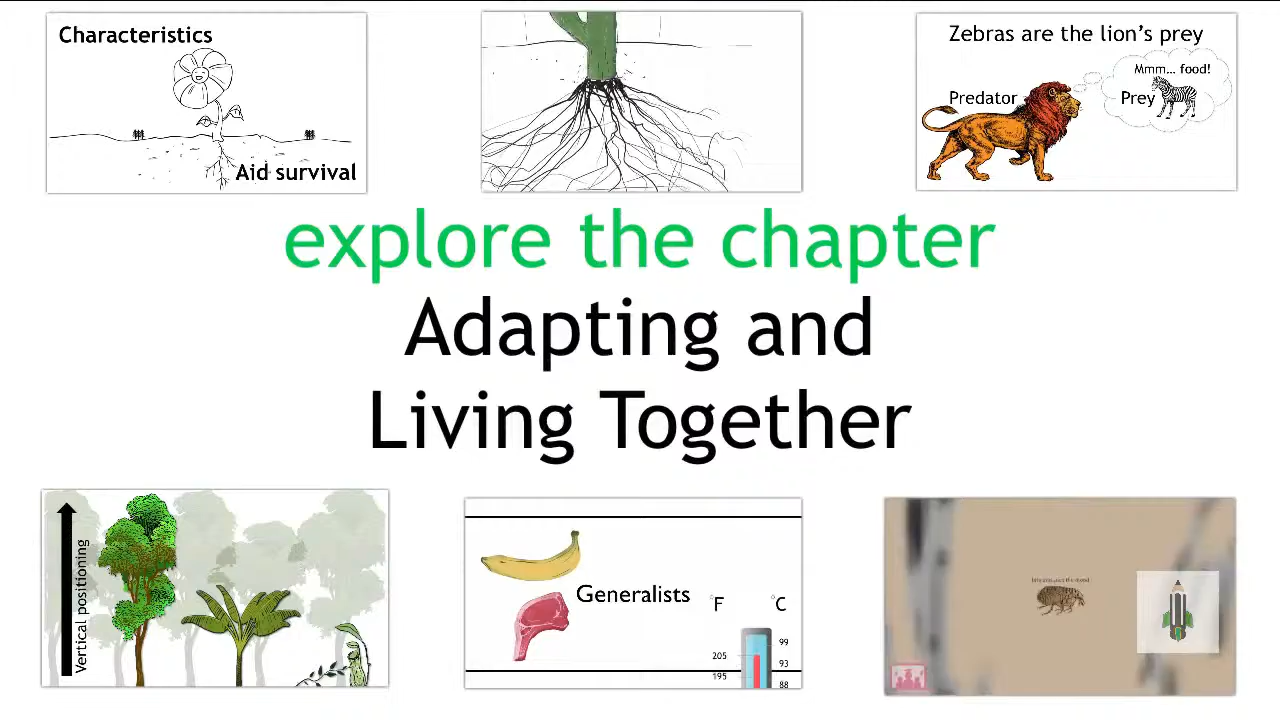 Characteristics
Aid survival
Zebras are the lion's prey
Mmm... food!
Predator
Prey
explore the chapter
Adapting and
Living Together
Vertical positioning
Generalists
°F
°C
99
205
93
195
88